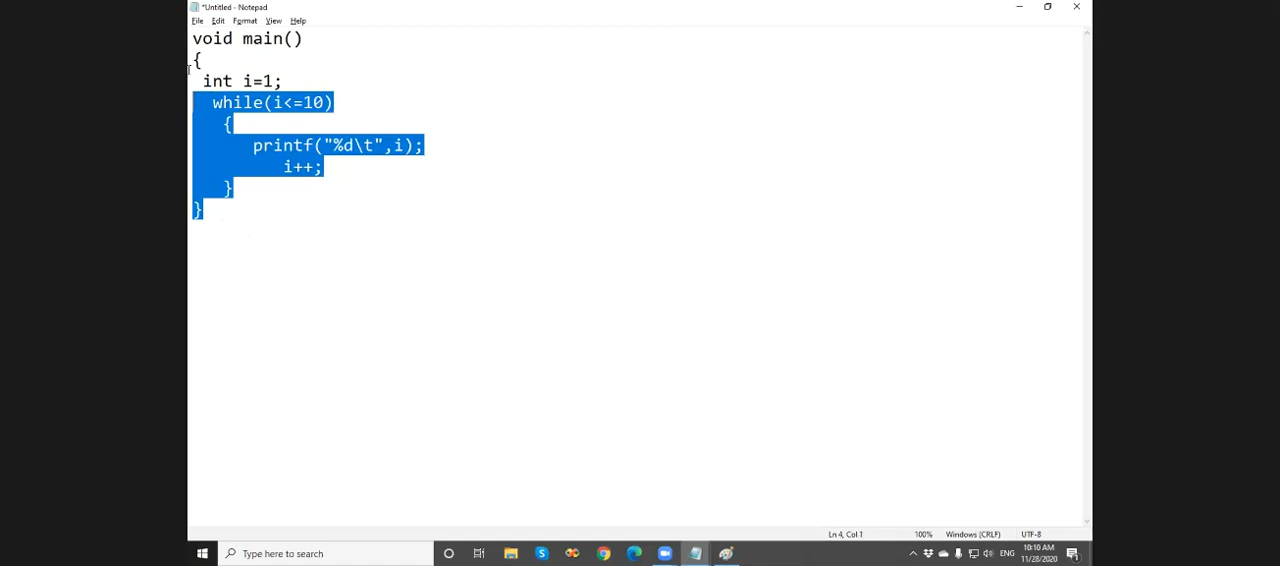 *Untitled - Notepad
File Edit Format View Help
void main()
{
int i=1;
while(i<=10)
{
printf("%d\t",i);
i++;
}
}
Ln 4, Col 1 100% Windows (CRLF) UTF-8
Type here to search
ENG
10:10 AM
11/28/2020